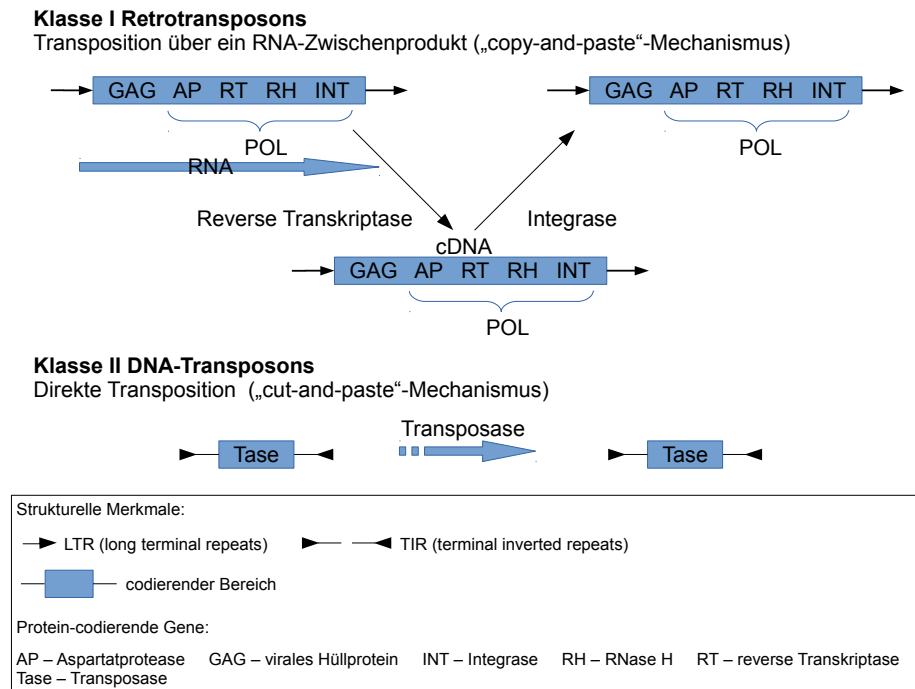 Klasse I Retrotransposons
Transposition über ein RNA-Zwischenprodukt („copy-and-paste“-Mechanismus)
GAG AP RT RH INT
POL
GAG AP RT RH INT
POL
RNA
Reverse Transkriptase
Integrase
cDNA
GAG AP RT RH INT
POL
Klasse II DNA-Transposons
Direkte Transposition („cut-and-paste“-Mechanismus)
Tase
Transposase
Tase
Strukturelle Merkmale:
LTR (long terminal repeats)
TIR (terminal inverted repeats)
codierender Bereich
Protein-codierende Gene:
AP – Aspartatprotease GAG – virales Hüllprotein INT – Integrase RH – RNase H RT – reverse Transkriptase
Tase – Transposase